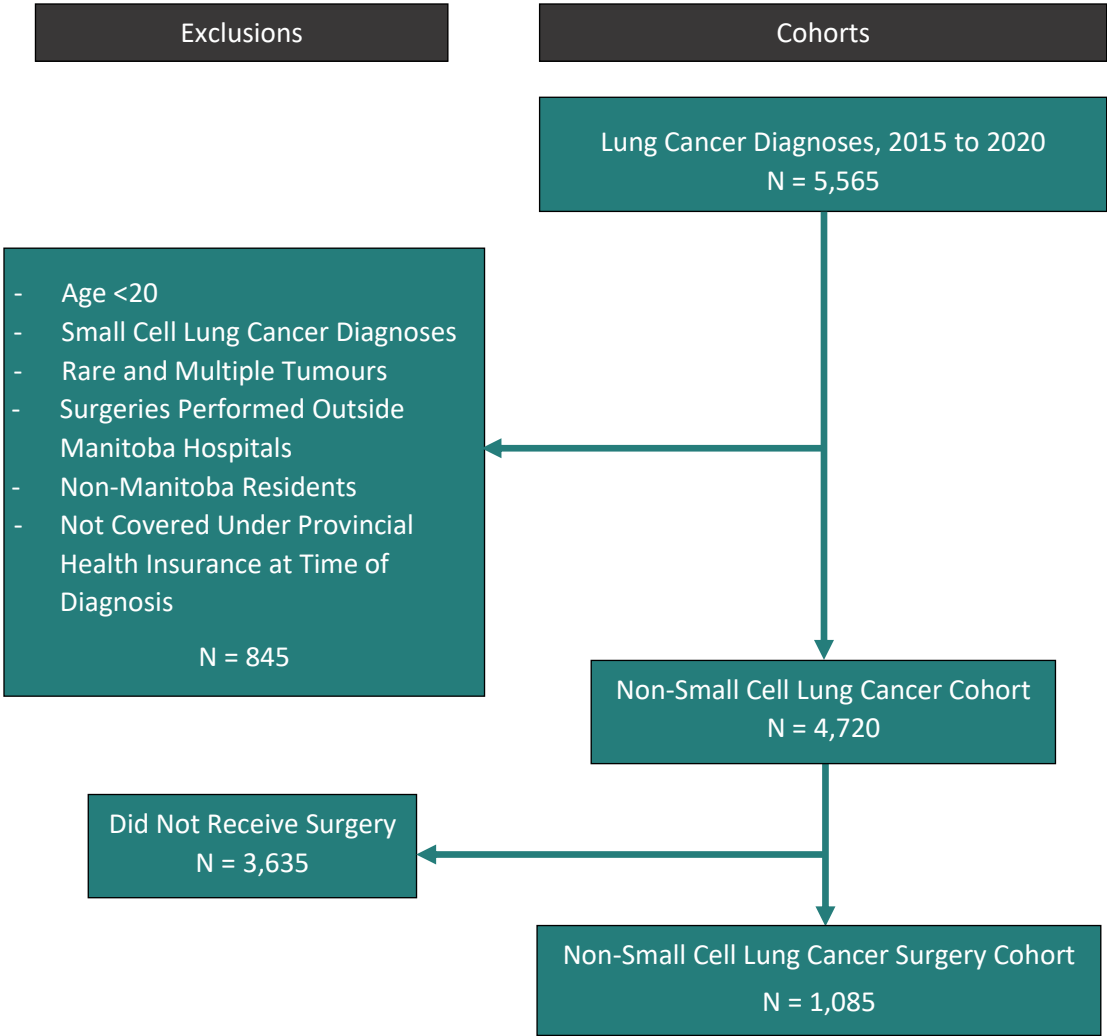 Exclusions
Cohorts
Lung Cancer Diagnoses, 2015 to 2020
N = 5,565
- Age <20
- Small Cell Lung Cancer Diagnoses
- Rare and Multiple Tumours
- Surgeries Performed Outside
Manitoba Hospitals
- Non-Manitoba Residents
- Not Covered Under Provincial
Health Insurance at Time of
Diagnosis
N = 845
Non-Small Cell Lung Cancer Cohort
N = 4,720
Did Not Receive Surgery
N = 3,635
Non-Small Cell Lung Cancer Surgery Cohort
N = 1,085